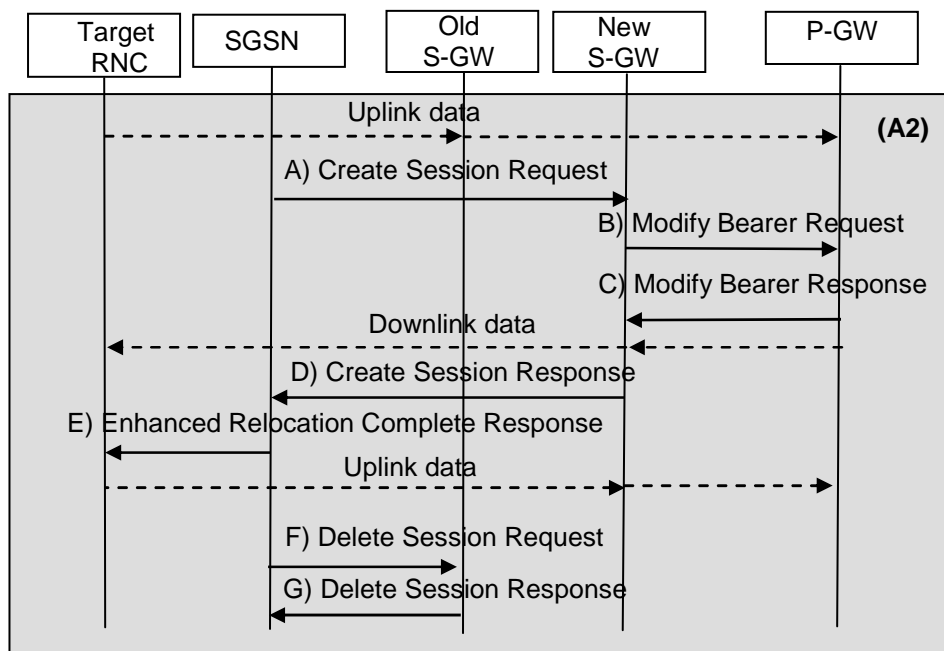 Target
RNC
SGSN
Old
S-GW
New
S-GW
P-GW
Uplink data
(A2)
A) Create Session Request
B) Modify Bearer Request
C) Modify Bearer Response
Downlink data
D) Create Session Response
E) Enhanced Relocation Complete Response
Uplink data
F) Delete Session Request
G) Delete Session Response